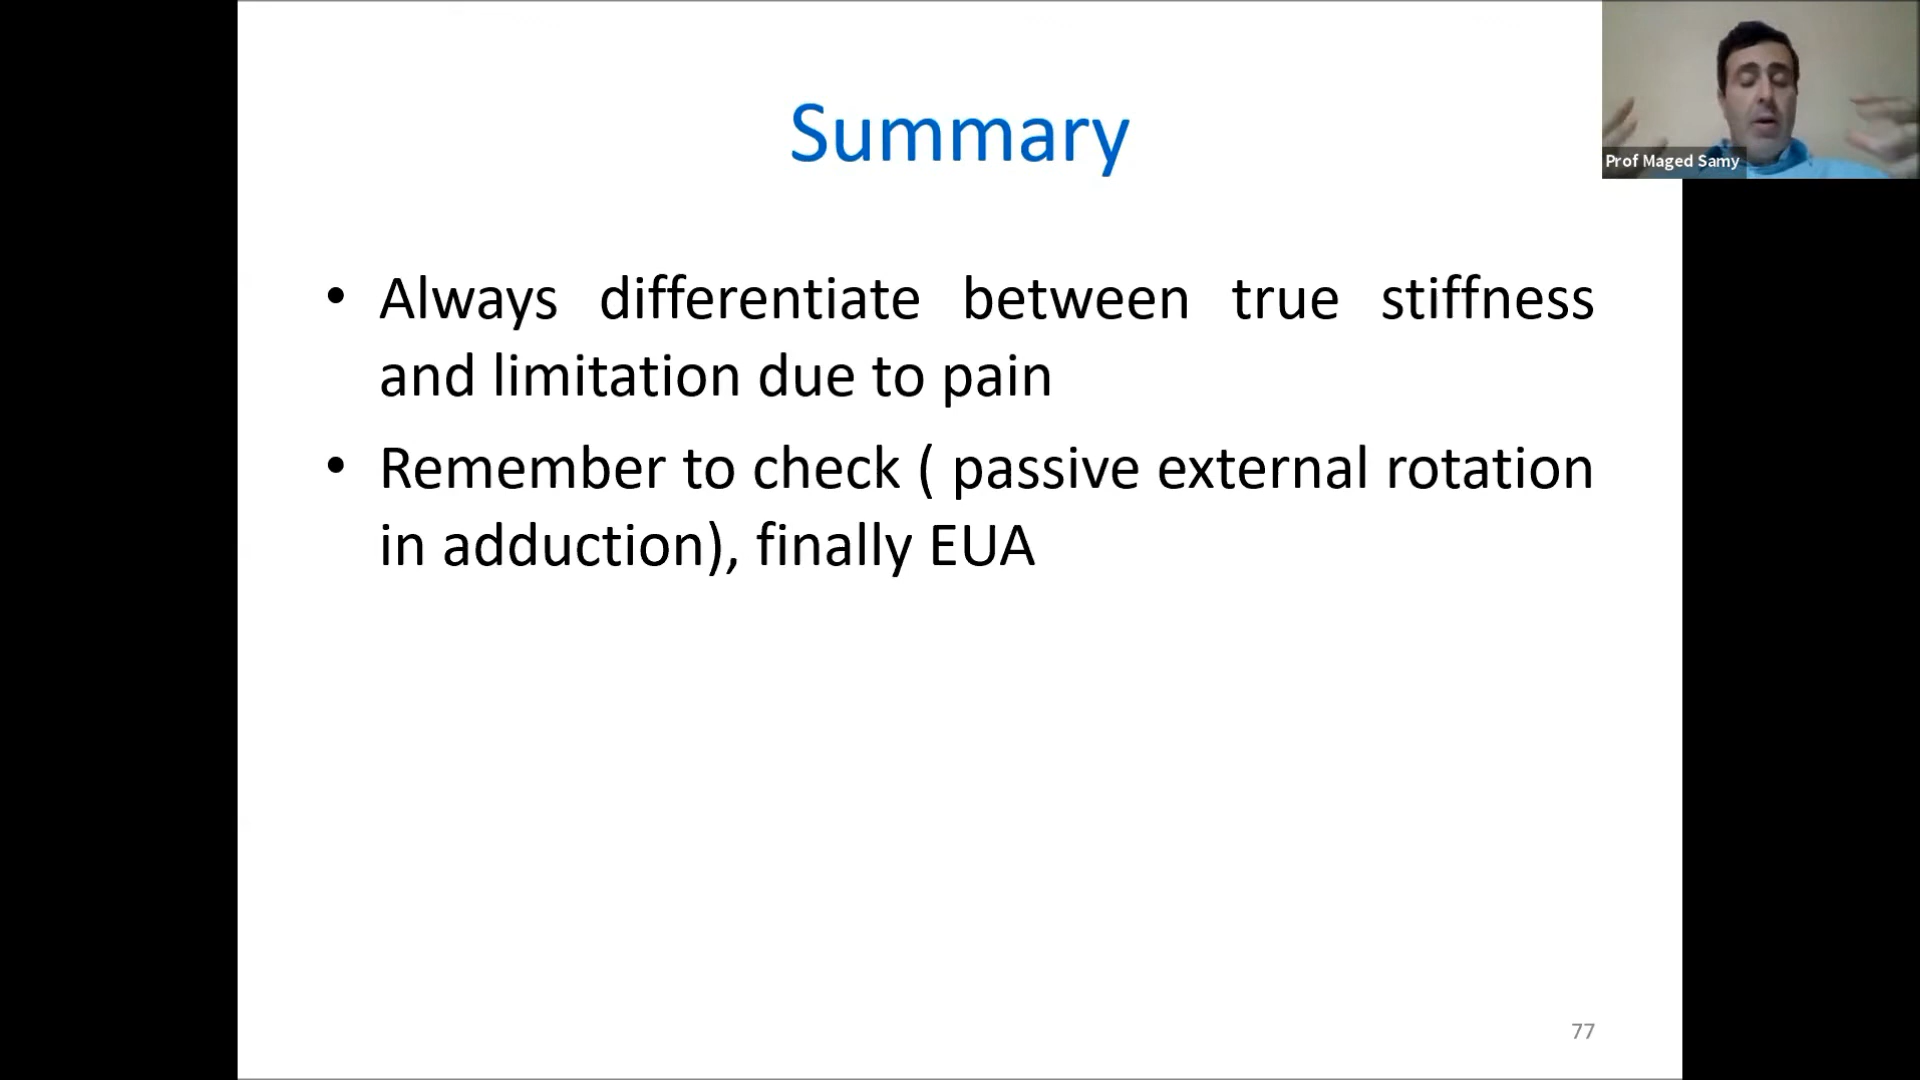 Summary
• Always differentiate between true stiffness
and limitation due to pain
• Remember to check ( passive external rotation
in adduction), finally EUA
77
Prof Maged Samy